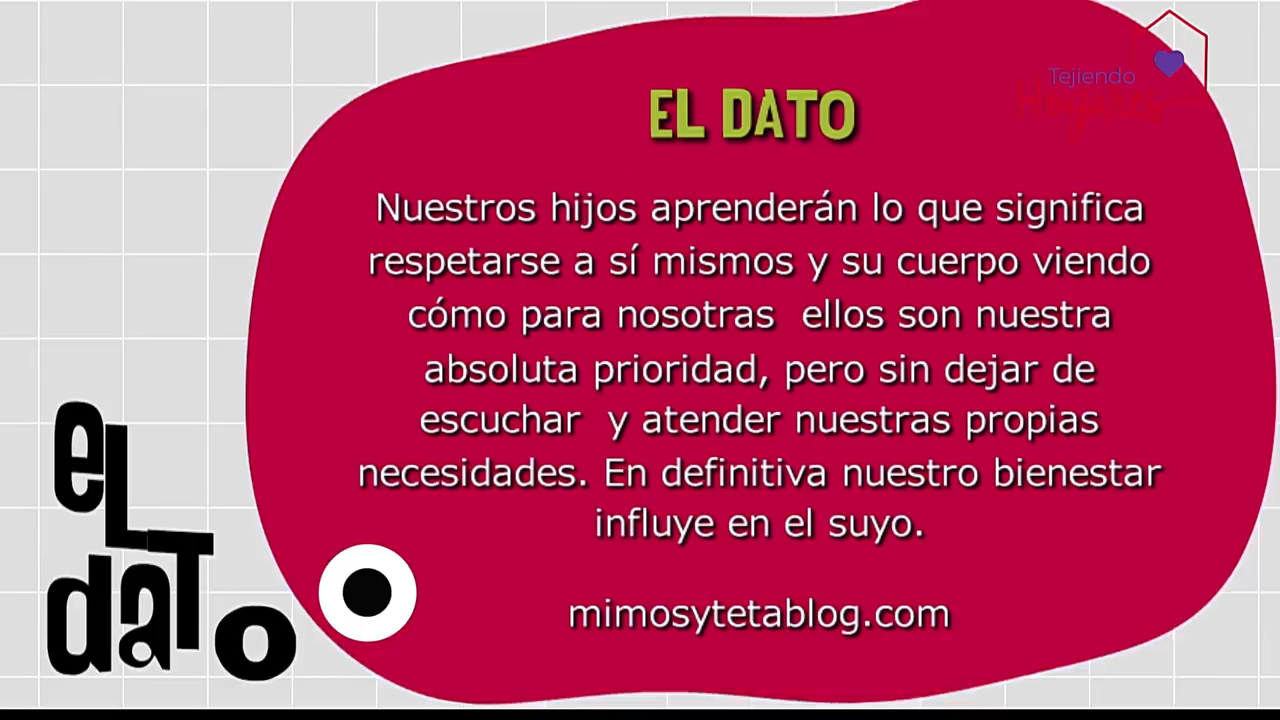 Tejiendo
Hogares
EL DATO
Nuestros hijos aprenderán lo que significa
respetarse a sí mismos y su cuerpo viendo
cómo para nosotras  ellos son nuestra
absoluta prioridad, pero sin dejar de
escuchar  y atender nuestras propias
necesidades. En definitiva nuestro bienestar
influye en el suyo.
mimosytetablog.com
eL
daTo